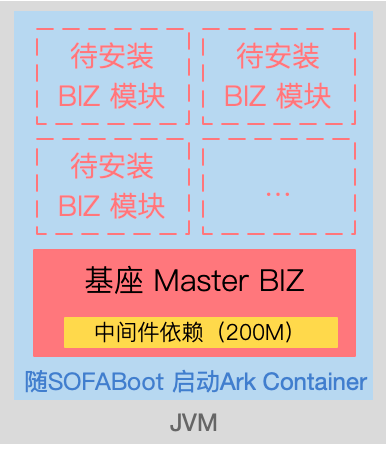 待安装
BIZ 模块
待安装
BIZ 模块
待安装
BIZ 模块
...
基座 Master BIZ
中间件依赖（200M）
随SOFABoot 启动Ark Container
JVM